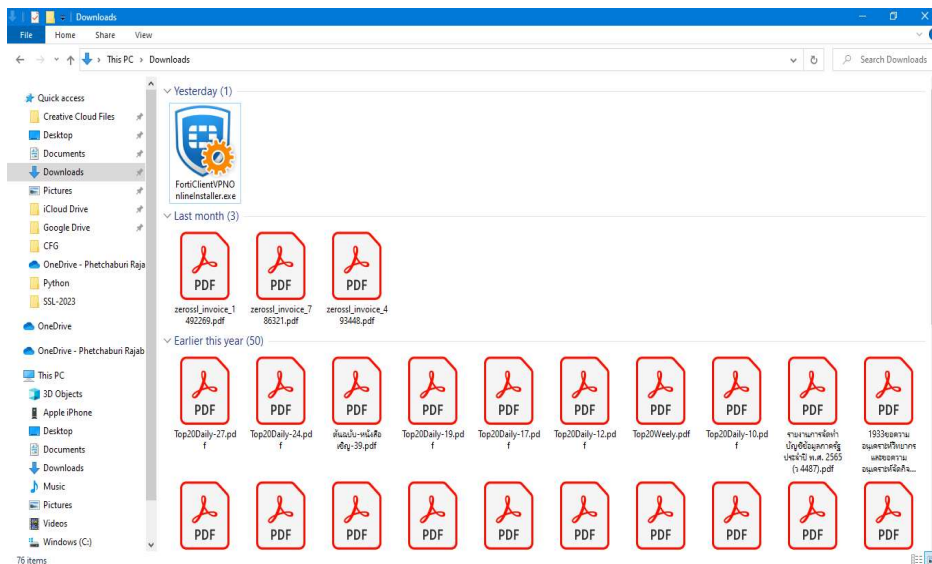 Downloads
File Home Share View
This PC > Downloads
Search Downloads
Quick access
Creative Cloud Files
Desktop
Documents
Downloads
Pictures
iCloud Drive
Google Drive
CFG
OneDrive - Phetchaburi Raja
Python
SSL-2023
OneDrive
OneDrive - Phetchaburi Rajab
This PC
3D Objects
Apple iPhone
Desktop
Documents
Downloads
Music
Pictures
Videos
Windows (C:)
76 items
Yesterday (1)
FortiClientVPNO
nlineInstaller.exe
Last month (3)
PDF PDF PDF
zerossl_invoice_1 zerossl_invoice_7 zerossl_invoice_4
492269.pdf 86321.pdf 93448.pdf
Earlier this year (50)
PDF PDF PDF PDF PDF PDF PDF PDF PDF PDF
Top20Daily-27.pd Top20Daily-24.pd ต้นฉบับ-หนังสือ Top20Daily-19.pd Top20Daily-17.pd Top20Daily-12.pd Top20Weely.pdf Top20Daily-10.pd รายงานการจัดทำ 1933ขอความ
f f เชิญ-39.pdf f f f f บัญชีข้อมูลภาครัฐ อนุเคราะห์วิทยากร
ประจำปี พ.ศ. 2565 และขอความ
(ว 4487).pdf อนุเคราะห์จัดกิจ...
PDF PDF PDF PDF PDF PDF PDF PDF PDF PDF